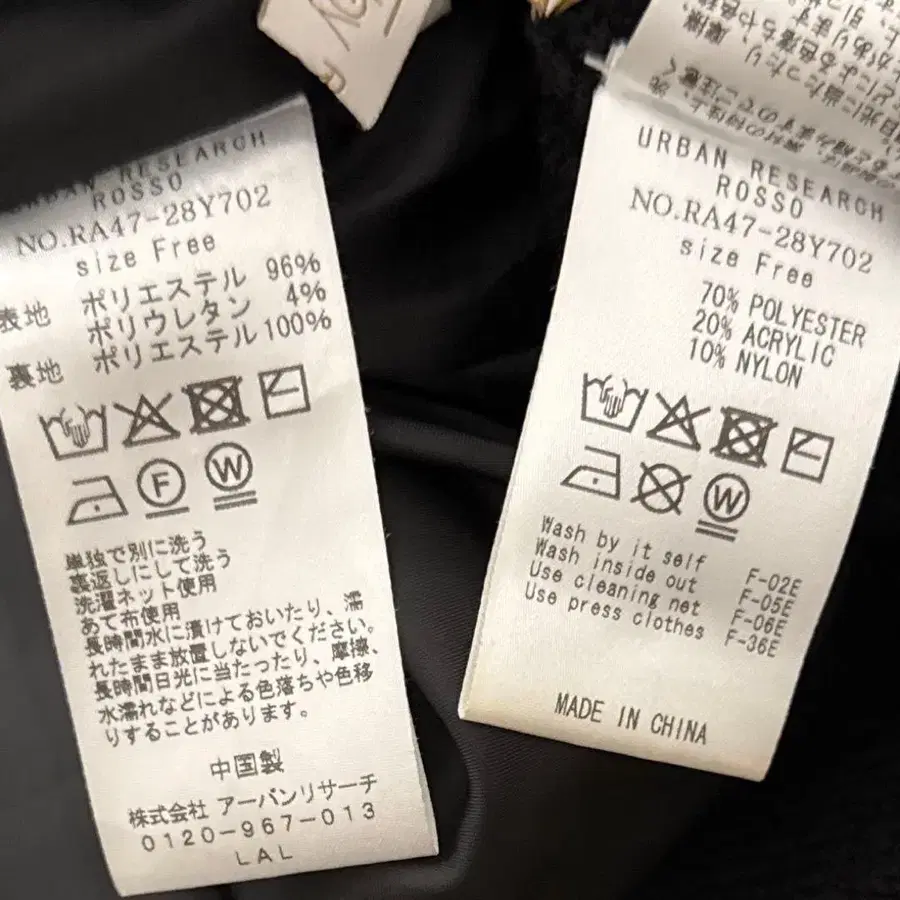 URBAN RESEARCH
ROSSO
NO.RA47-28Y702
size Free
表地 ポリエステル 96%
ポリウレタン 4%
裏地 ポリエステル 100%
F
W
単独で別に洗う
裏返しにして洗う
洗濯ネット使用
あて布使用
長時間水に漬けておいたり、濡
れたまま放置しないでください。
長時間日光に当たったり、摩擦、
水濡れなどによる色落ちや色移
りすることがあります。
中国製
株式会社 アーバンリサーチ
0120-967-013
LAL
URBAN RESEARCH
ROSSO
NO.RA47-28Y702
size Free
70% POLYESTER
20% ACRYLIC
10% NYLON
W
Wash by it self F-02E
Wash inside out F-05E
Use cleaning net F-06E
Use press clothes F-36E
MADE IN CHINA